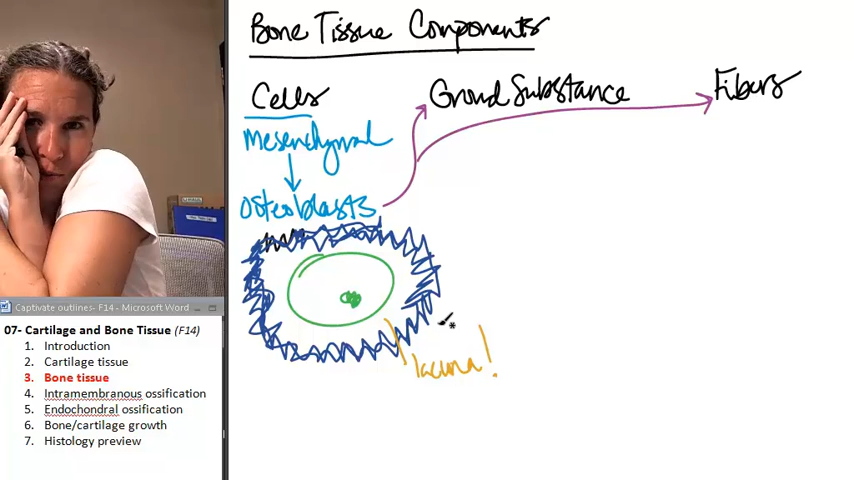 Bone Tissue Components
Cells
Ground Substance
Fibers
Mesenchymal
Osteoblasts
lacuna!
Captivate outlines- F14 - Microsoft Word
07- Cartilage and Bone Tissue (F14)
1. Introduction
2. Cartilage tissue
3. Bone tissue
4. Intramembranous ossification
5. Endochondral ossification
6. Bone/cartilage growth
7. Histology preview